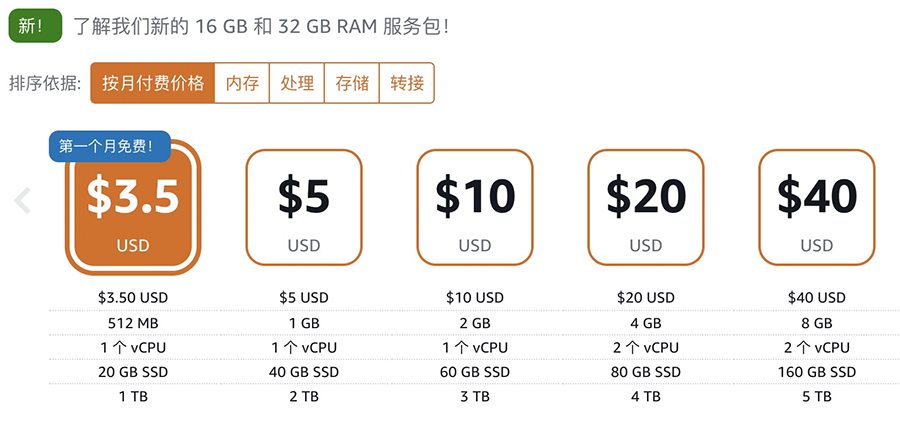 新！ 了解我们新的 16 GB 和 32 GB RAM 服务包！
排序依据: 按月付费价格 内存 处理 存储 转接
第一个月免费！
$3.5 $5 $10 $20 $40
USD USD USD USD USD
$3.50 USD $5 USD $10 USD $20 USD $40 USD
512 MB 1 GB 2 GB 4 GB 8 GB
1 个 vCPU 1 个 vCPU 1 个 vCPU 2 个 vCPU 2 个 vCPU
20 GB SSD 40 GB SSD 60 GB SSD 80 GB SSD 160 GB SSD
1 TB 2 TB 3 TB 4 TB 5 TB